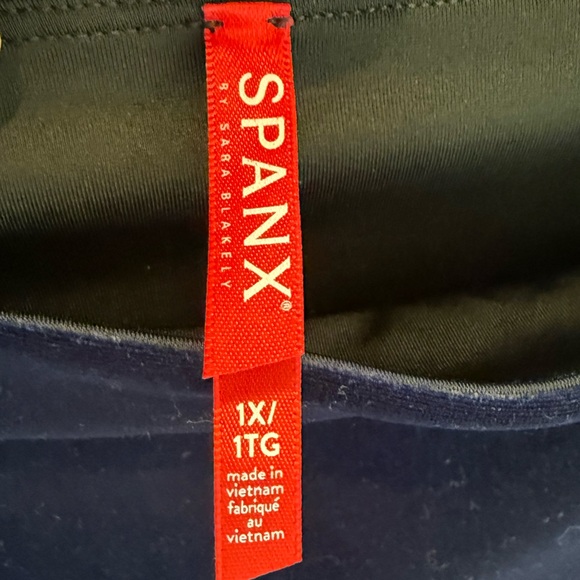 SPANX®
BY SARA BLAKELY
1X/
1TG
made in
vietnam
fabriqué
au
vietnam